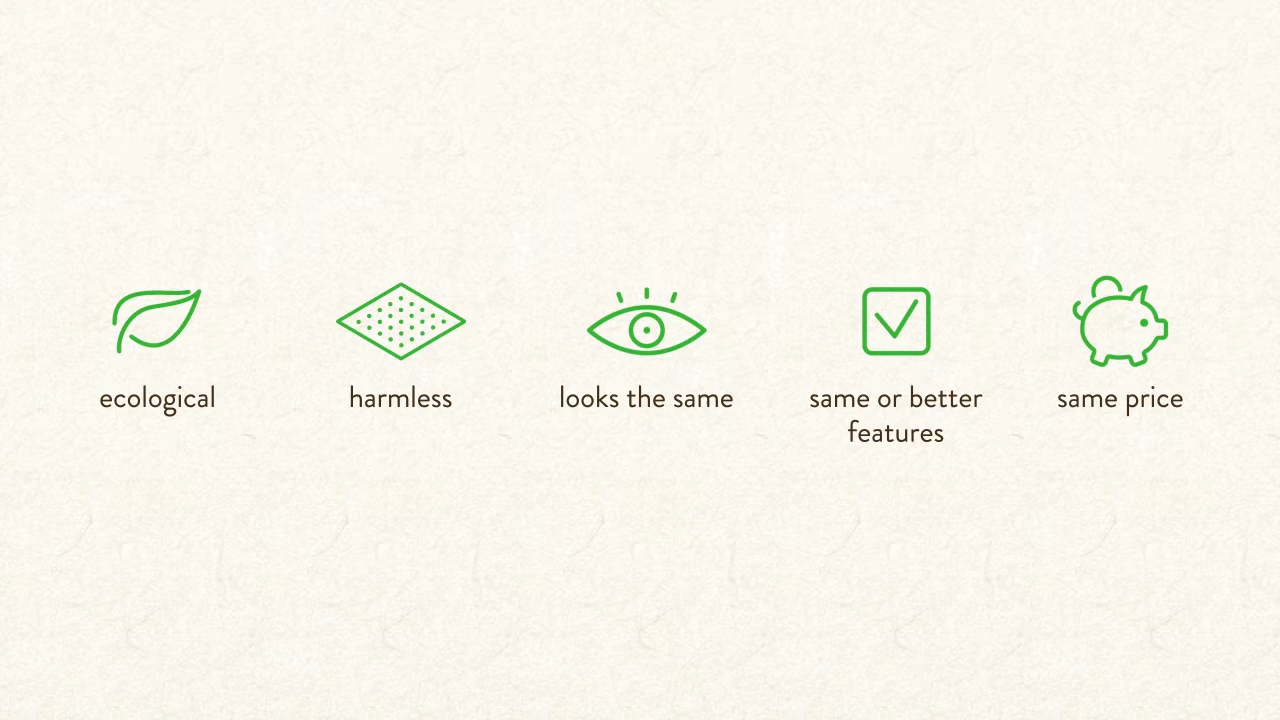 ecological
harmless
looks the same
same or better
features
same price